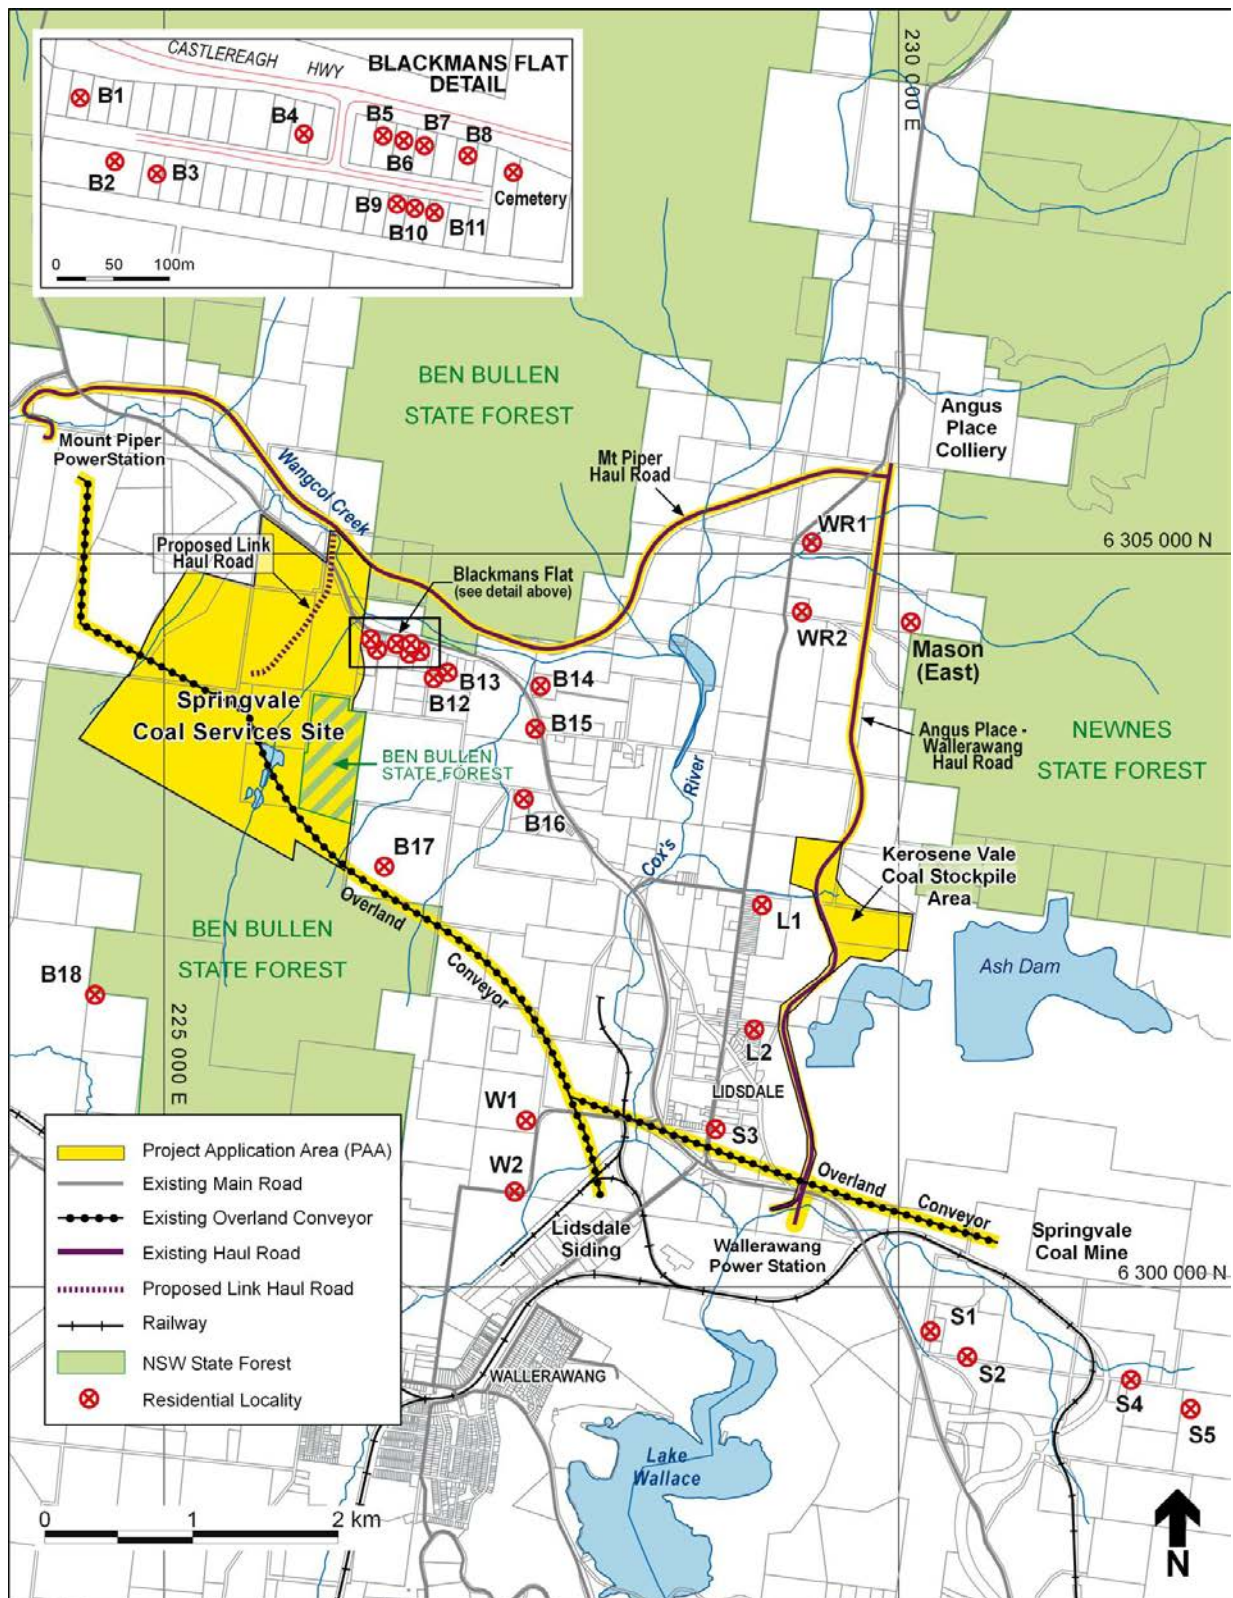 CASTLEREAGH HWY
BLACKMANS FLAT
DETAIL
B1
B4
B5
B7
B8
B6
B2
B3
Cemetery
B9
B10
B11
0 50 100m
230 000 E
BEN BULLEN
STATE FOREST
Angus
Place
Colliery
Mount Piper
PowerStation
Wangcol Creek
Mt Piper
Haul Road
WR1
6 305 000 N
Proposed Link
Haul Road
Blackmans Flat
(see detail above)
WR2
Mason
(East)
B13
B12
B14
B15
Springvale
Coal Services Site
BEN BULLEN
STATE FOREST
River
Angus Place -
Wallerawang
Haul Road
NEWNES
STATE FOREST
B16
B17
Cox's
Kerosene Vale
Coal Stockpile
Area
Overland
Conveyor
L1
BEN BULLEN
STATE FOREST
B18
Ash Dam
225 000 E
L2
LIDSDALE
W1
S3
W2
Overland
Conveyor
Lidsdale
Siding
Wallerawang
Power Station
Springvale
Coal Mine
6 300 000 N
S1
S2
S4
S5
WALLERAWANG
Lake
Wallace
Project Application Area (PAA)
Existing Main Road
Existing Overland Conveyor
Existing Haul Road
Proposed Link Haul Road
Railway
NSW State Forest
Residential Locality
0 1 2 km
N